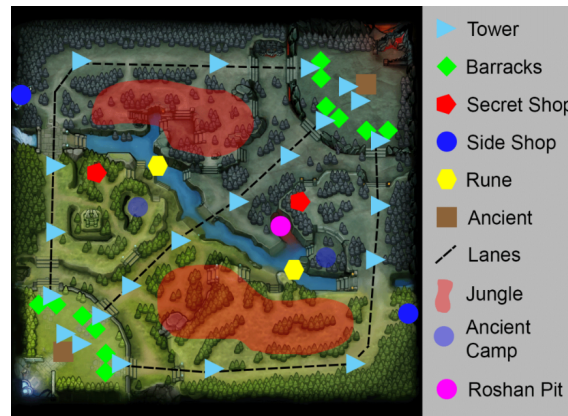 Tower
Barracks
Secret Shop
Side Shop
Rune
Ancient
Lanes
Jungle
Ancient
Camp
Roshan Pit